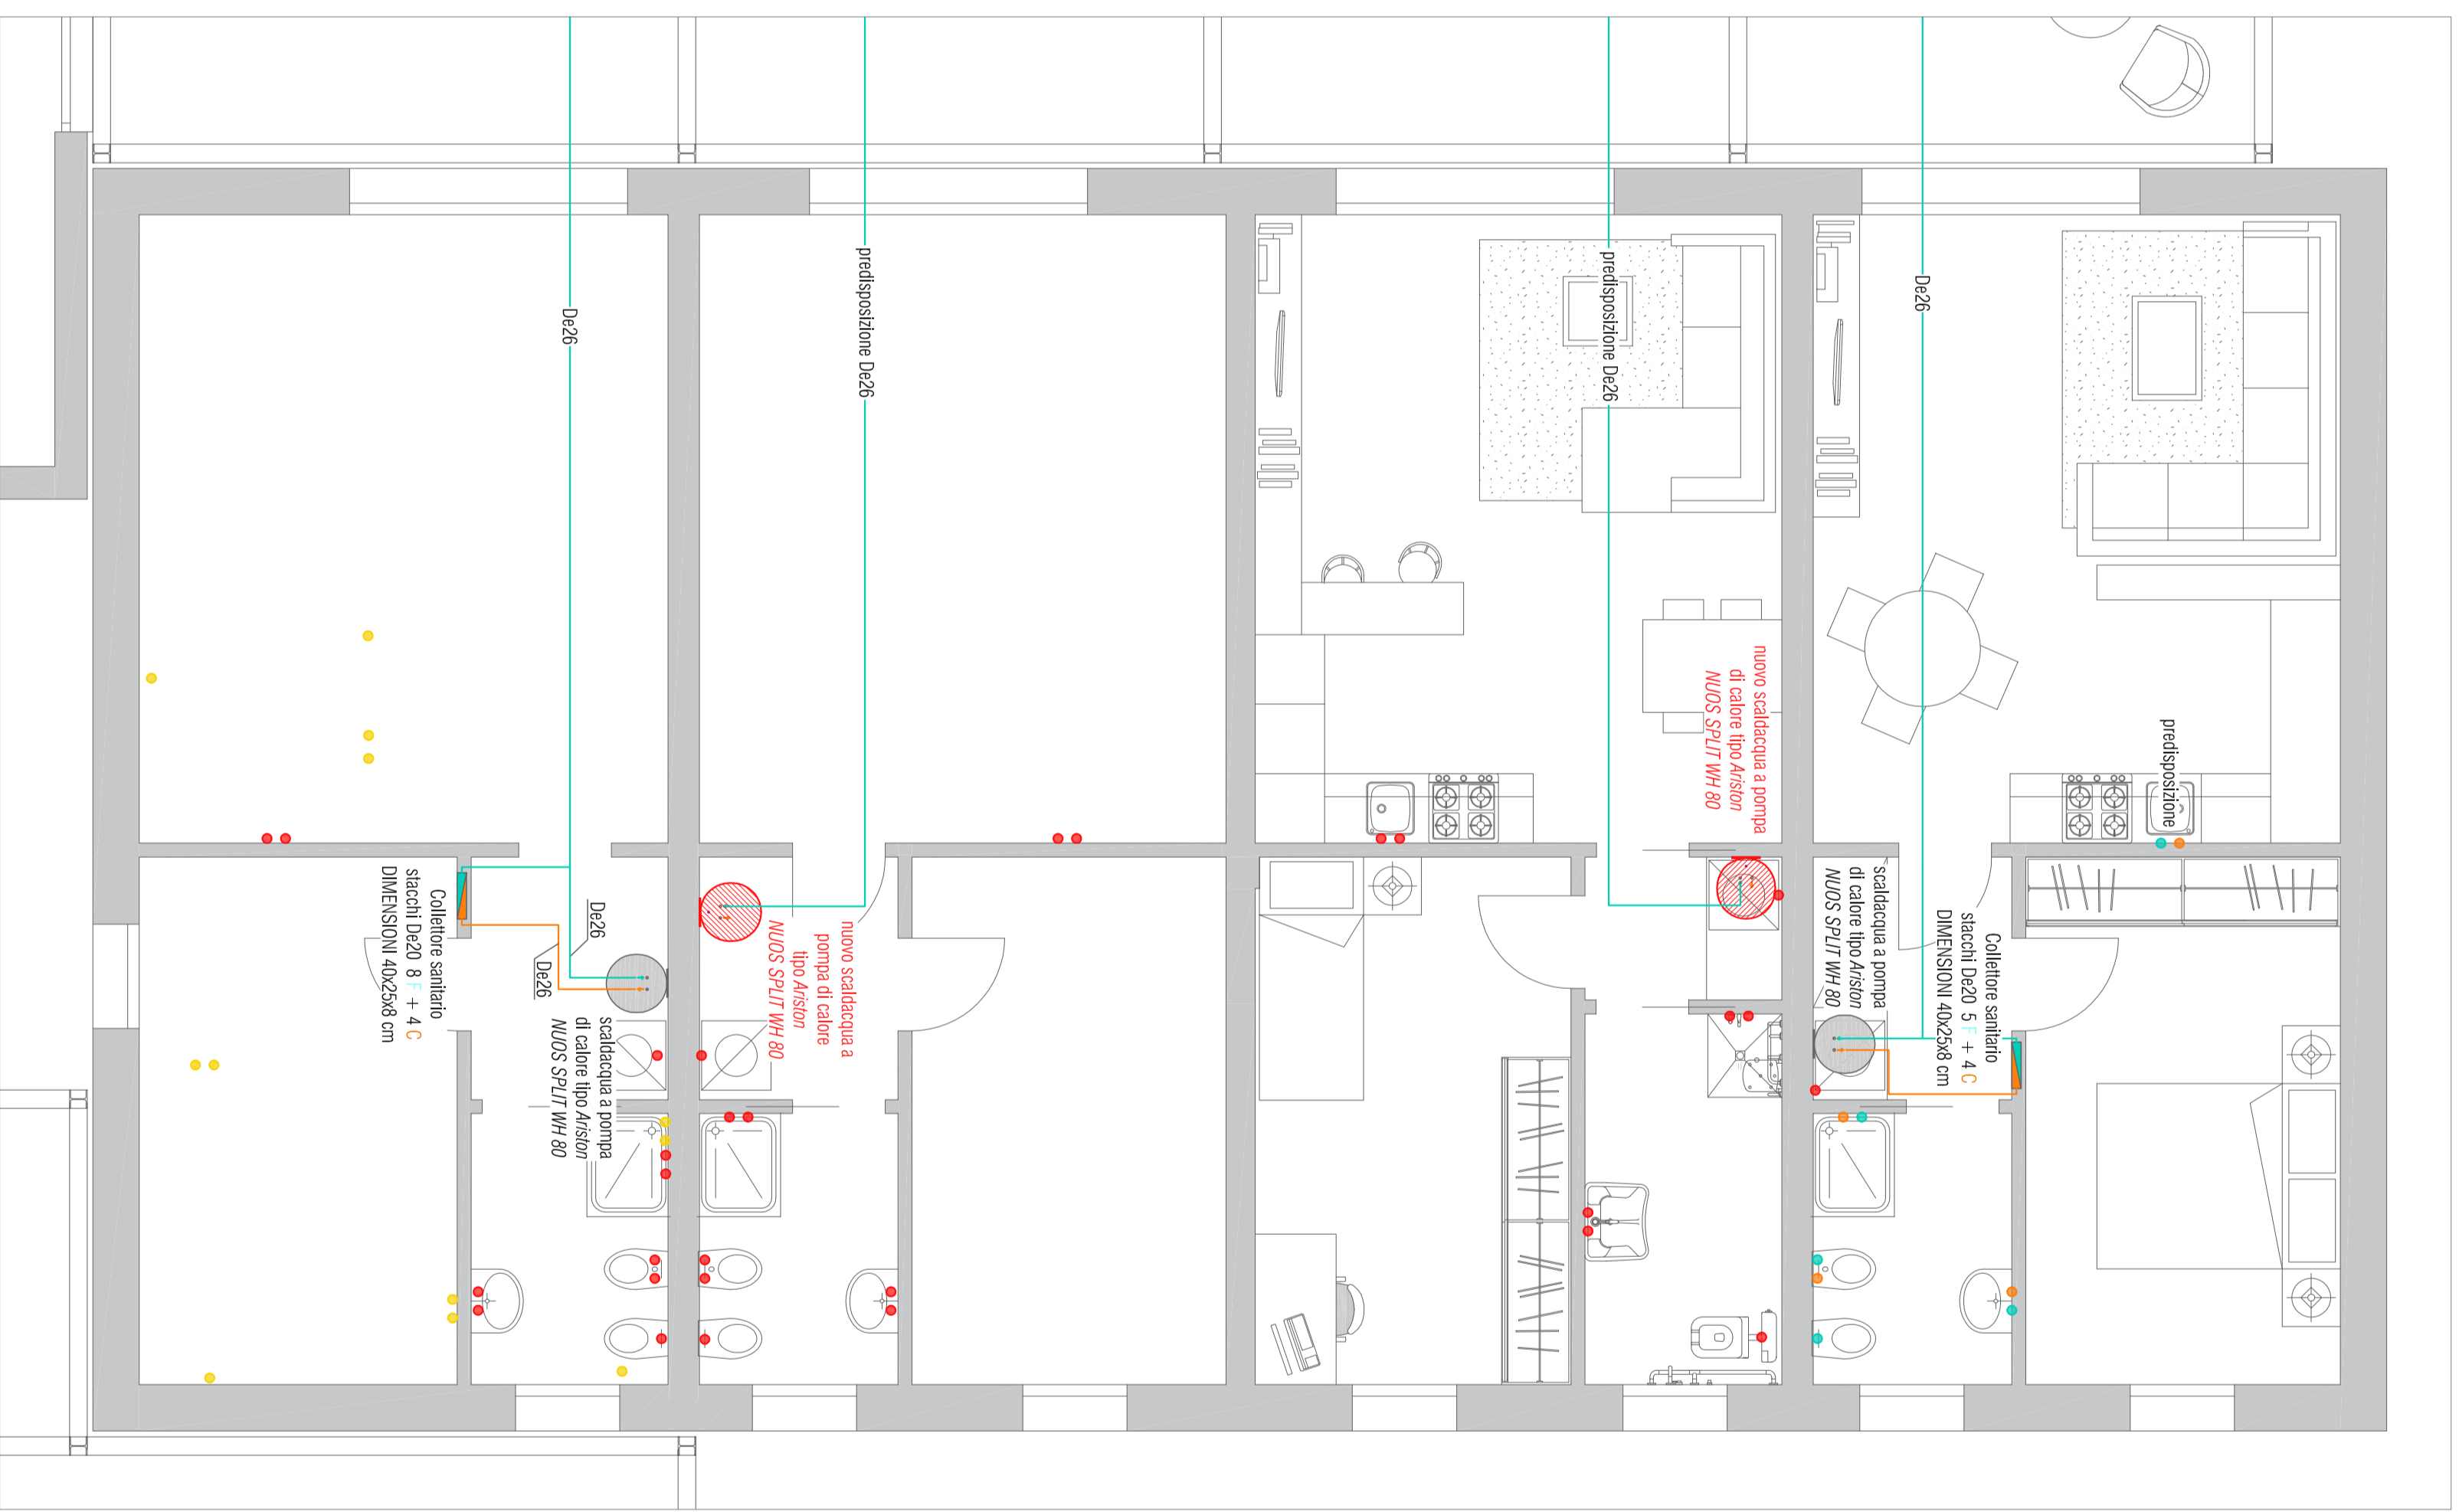 De26
predisposizione De26
predisposizione De26
De26
nuovo scaldacqua a pompa
di calore tipo Ariston
NUOS SPLIT WH 80
predisposizione
Collettore sanitario
stacchi De20 8 F + 4 C
DIMENSIONI 40x25x8 cm
De26
De26
scaldacqua a pompa
di calore tipo Ariston
NUOS SPLIT WH 80
nuovo scaldacqua a
pompa di calore
tipo Ariston
NUOS SPLIT WH 80
scaldacqua a pompa
di calore tipo Ariston
NUOS SPLIT WH 80
Collettore sanitario
stacchi De20 5 F + 4 C
DIMENSIONI 40x25x8 cm